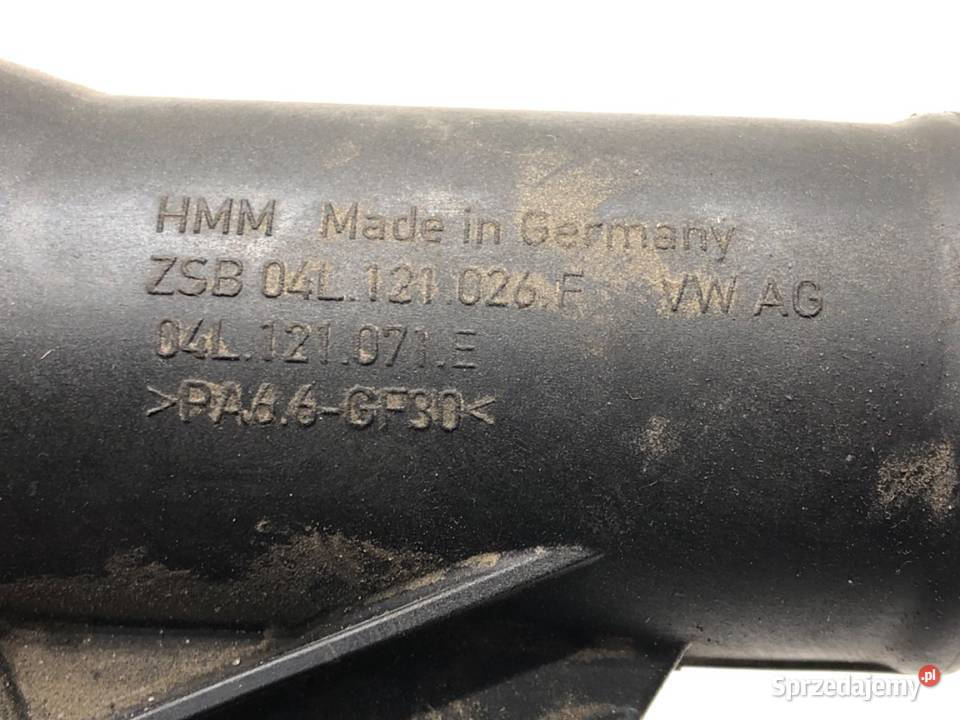 HMM Made in Germany
ZSB 04L.121.026.F VW AG
04L.121.071.E
>PA6.6-GF30<
Sprzedajemy.pl